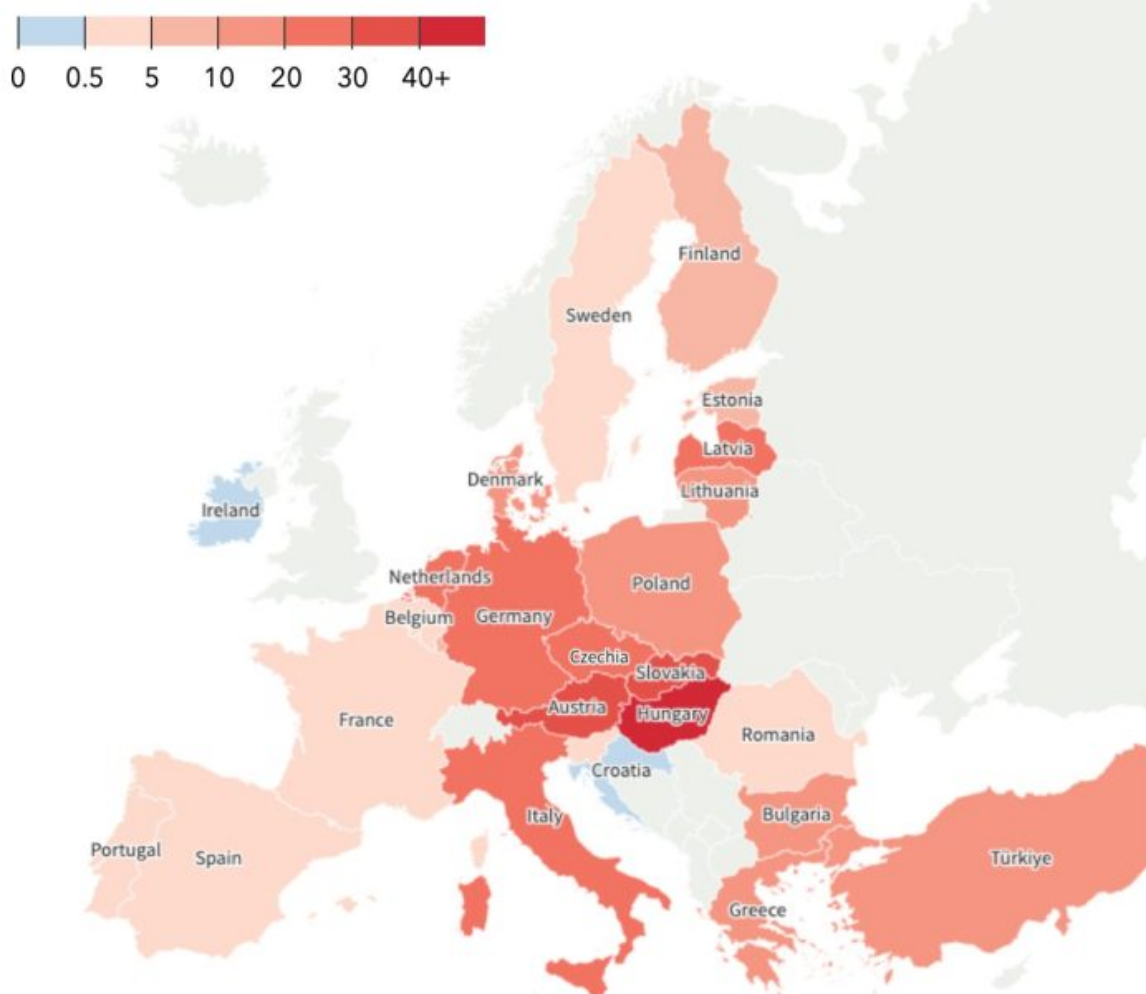 0 0.5 5 10 20 30 40+
Finland
Sweden
Estonia
Latvia
Denmark
Lithuania
Ireland
Netherlands
Poland
Germany
Belgium
Czechia
Slovakia
Austria
Hungary
France
Romania
Croatia
Italy
Bulgaria
Portugal
Spain
Türkiye
Greece